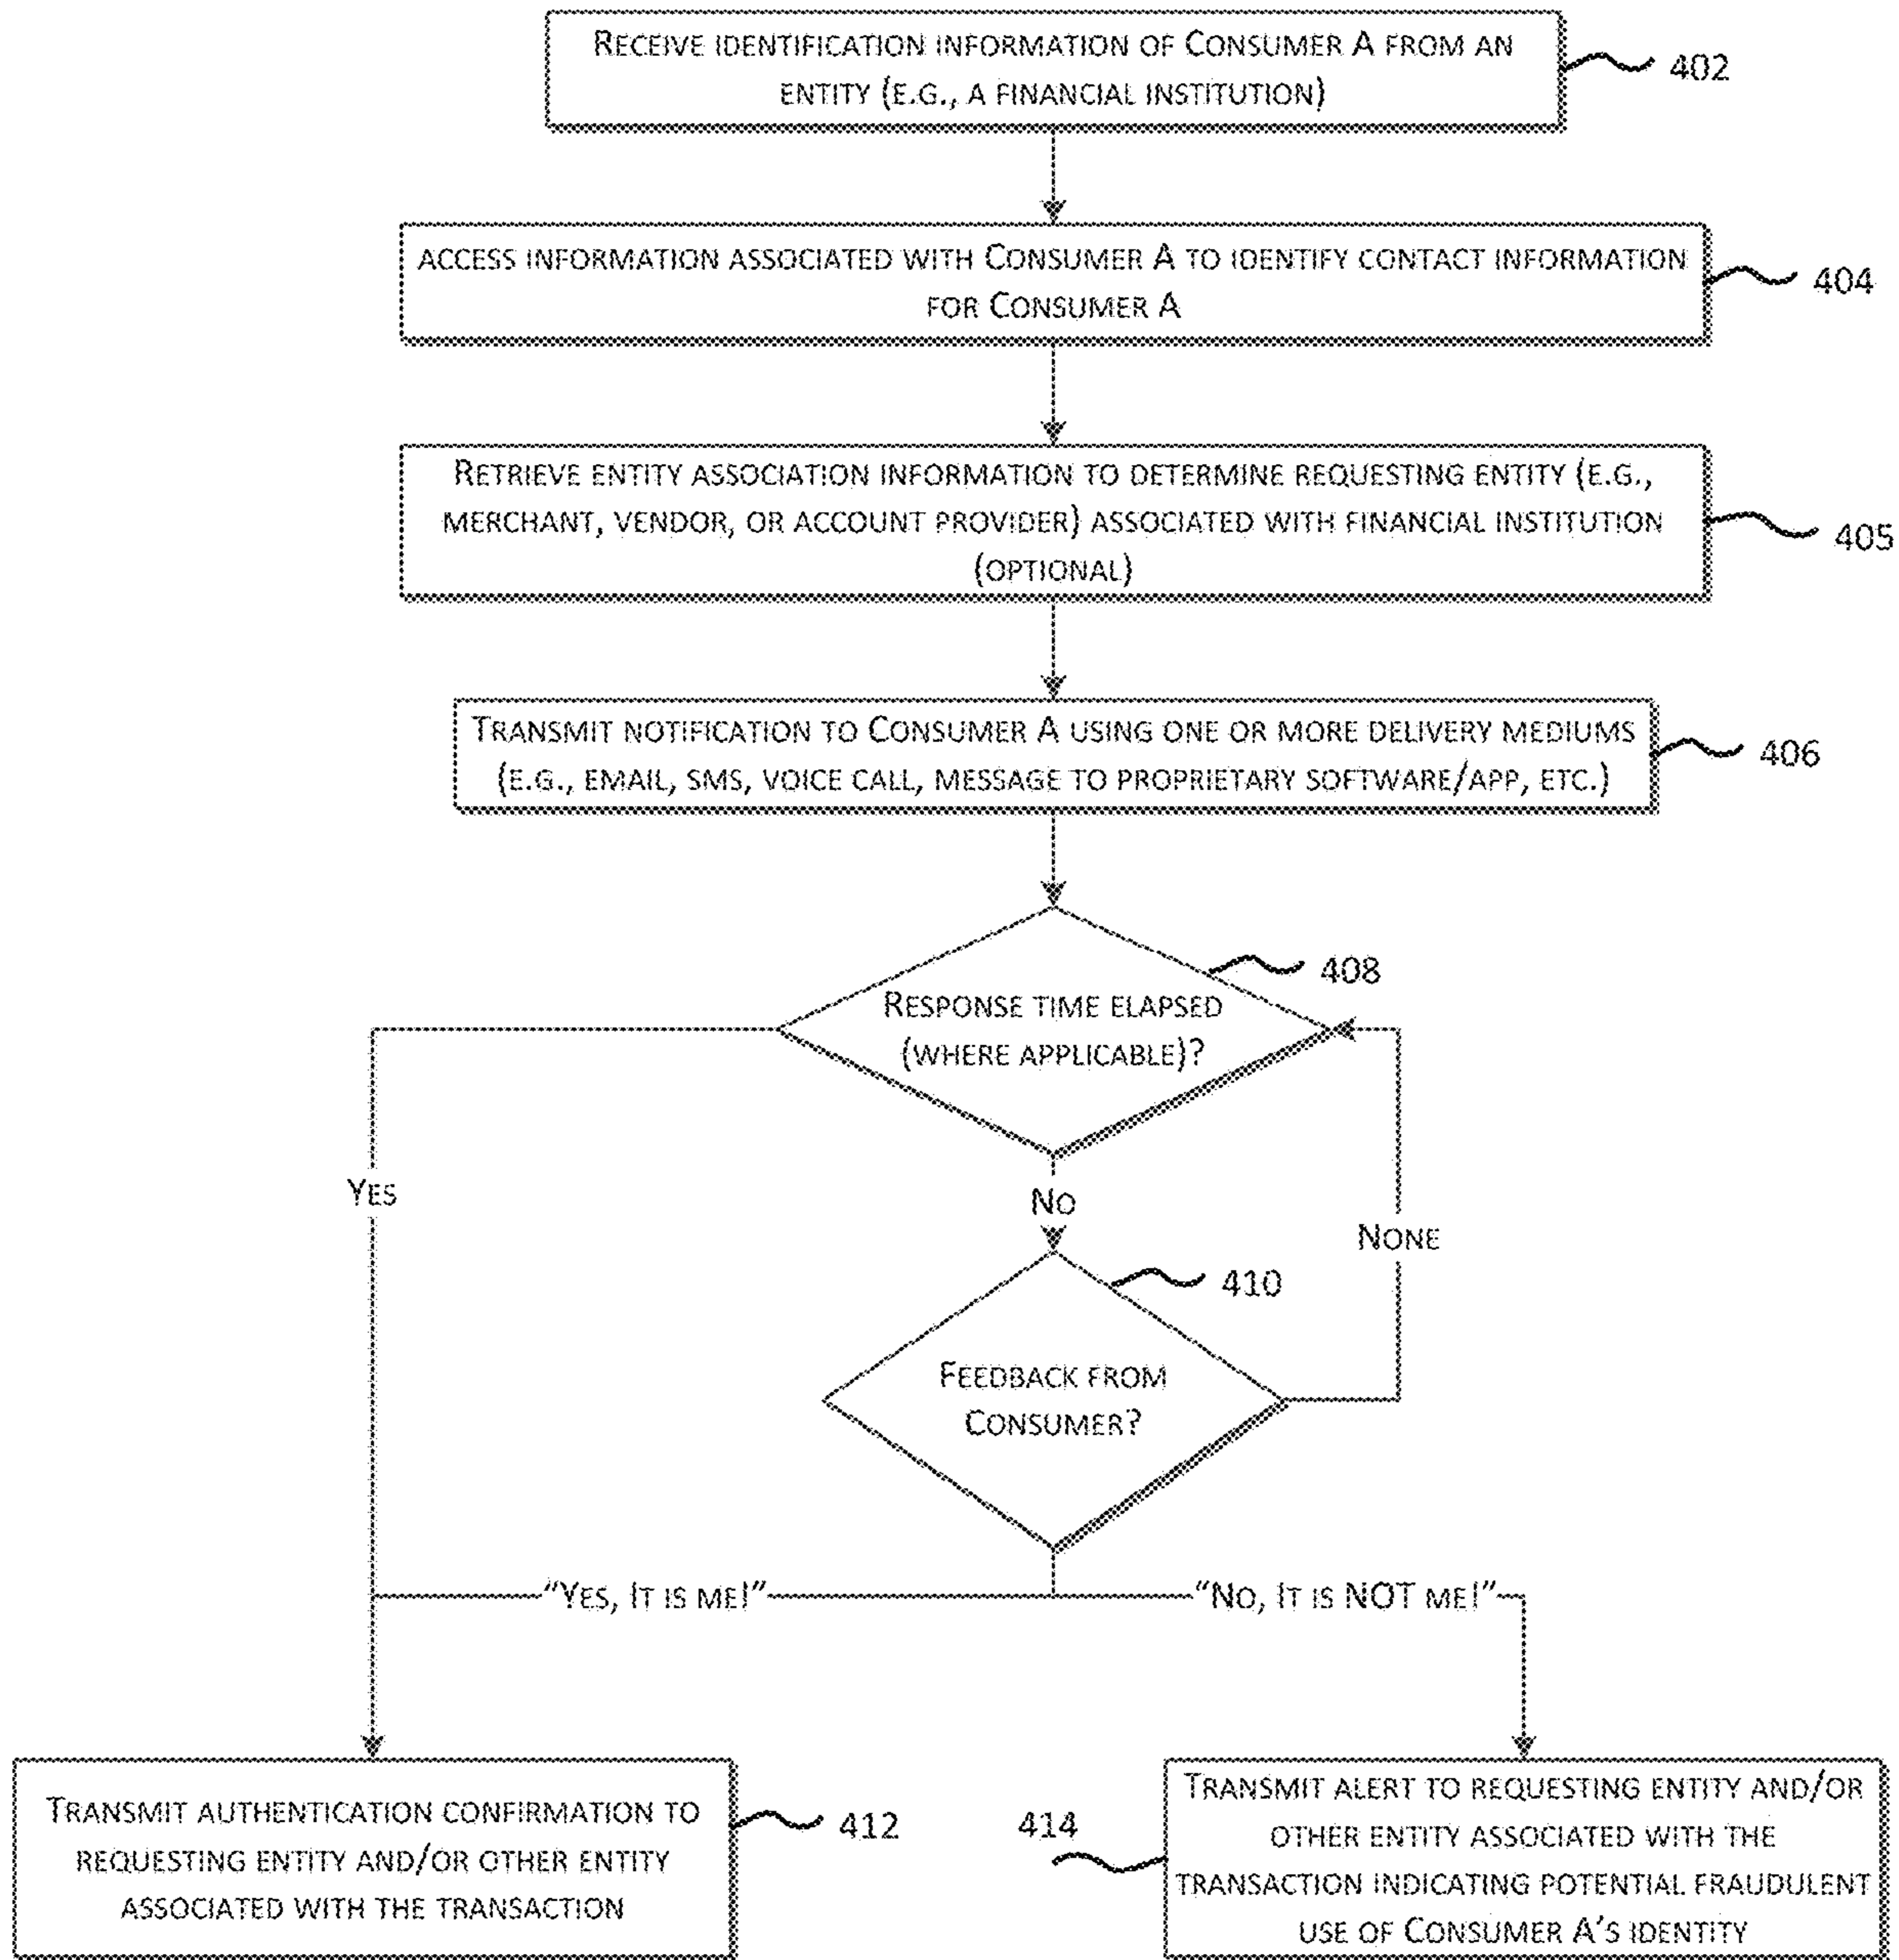 RECEIVE IDENTIFICATION INFORMATION OF CONSUMER A FROM AN
ENTITY (E.G., A FINANCIAL INSTITUTION)
402
ACCESS INFORMATION ASSOCIATED WITH CONSUMER A TO IDENTIFY CONTACT INFORMATION
FOR CONSUMER A
404
RETRIEVE ENTITY ASSOCIATION INFORMATION TO DETERMINE REQUESTING ENTITY (E.G.,
MERCHANT, VENDOR, OR ACCOUNT PROVIDER) ASSOCIATED WITH FINANCIAL INSTITUTION
(OPTIONAL)
405
TRANSMIT NOTIFICATION TO CONSUMER A USING ONE OR MORE DELIVERY MEDIUMS
(E.G., EMAIL, SMS, VOICE CALL, MESSAGE TO PROPRIETARY SOFTWARE/APP, ETC.)
406
408
RESPONSE TIME ELAPSED
(WHERE APPLICABLE)?
YES
NO
NONE
410
FEEDBACK FROM
CONSUMER?
"YES, IT IS ME!"
"NO, IT IS NOT ME!"
TRANSMIT AUTHENTICATION CONFIRMATION TO
REQUESTING ENTITY AND/OR OTHER ENTITY
ASSOCIATED WITH THE TRANSACTION
412
414
TRANSMIT ALERT TO REQUESTING ENTITY AND/OR
OTHER ENTITY ASSOCIATED WITH THE
TRANSACTION INDICATING POTENTIAL FRAUDULENT
USE OF CONSUMER A'S IDENTITY